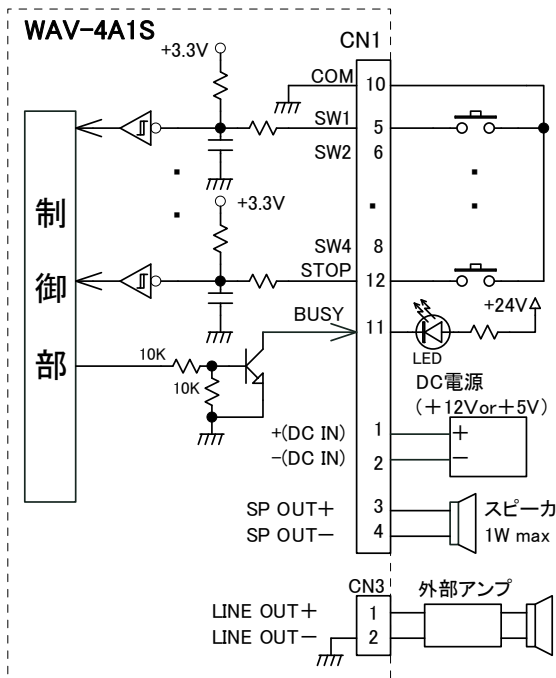 WAV-4A1S
+3.3V
CN1
COM 10
SW1 5
SW2 6
+3.3V
SW4 8
STOP 12
制御部
BUSY 11
+24V
LED
10K
10K
DC電源
(+12Vor+5V)
+(DC IN) 1 +
-(DC IN) 2 -
SP OUT+ 3
スピーカ
SP OUT- 4
1W max
CN3
外部アンプ
LINE OUT+ 1
LINE OUT- 2